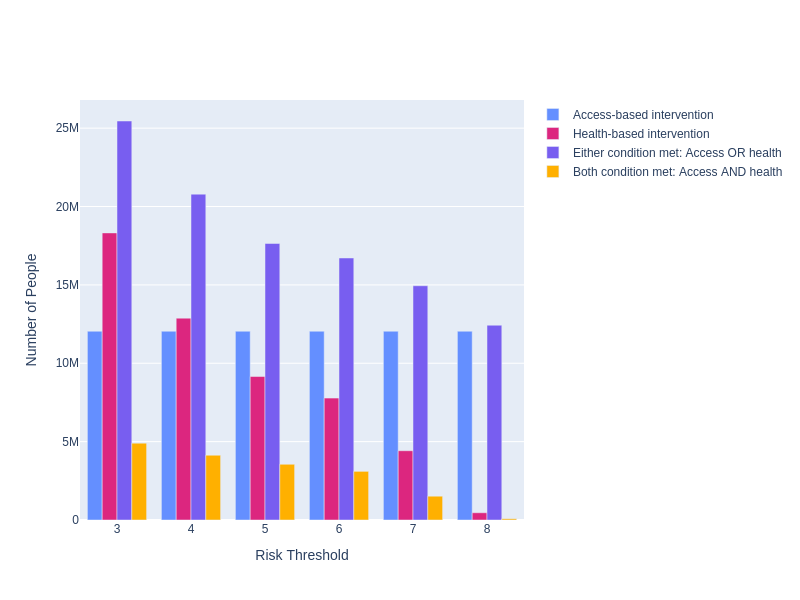 Access-based intervention
Health-based intervention
Either condition met: Access OR health
Both condition met: Access AND health
Number of People
25M
20M
15M
10M
5M
0
3 4 5 6 7 8
Risk Threshold